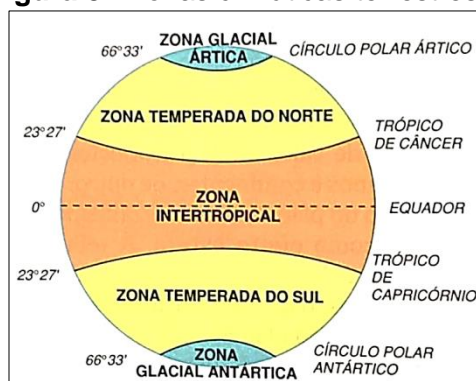 ZONA GLACIAL
ÁRTICA
66°33'
CÍRCULO POLAR ÁRTICO
ZONA TEMPERADA DO NORTE
23°27'
TRÓPICO
DE CÂNCER
ZONA
INTERTROPICAL
0°
EQUADOR
23°27'
TRÓPICO
DE
CAPRICÓRNIO
ZONA TEMPERADA DO SUL
66°33'
ZONA
GLACIAL ANTÁRTICA
CÍRCULO POLAR
ANTÁRTICO